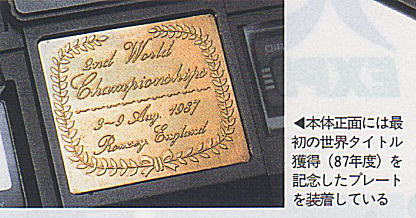 2nd World
Championships
3-9 Aug. 1987
Romsey England
◀本体正面には最
初の世界タイトル
獲得（87年度）を
記念したプレート
を装着している